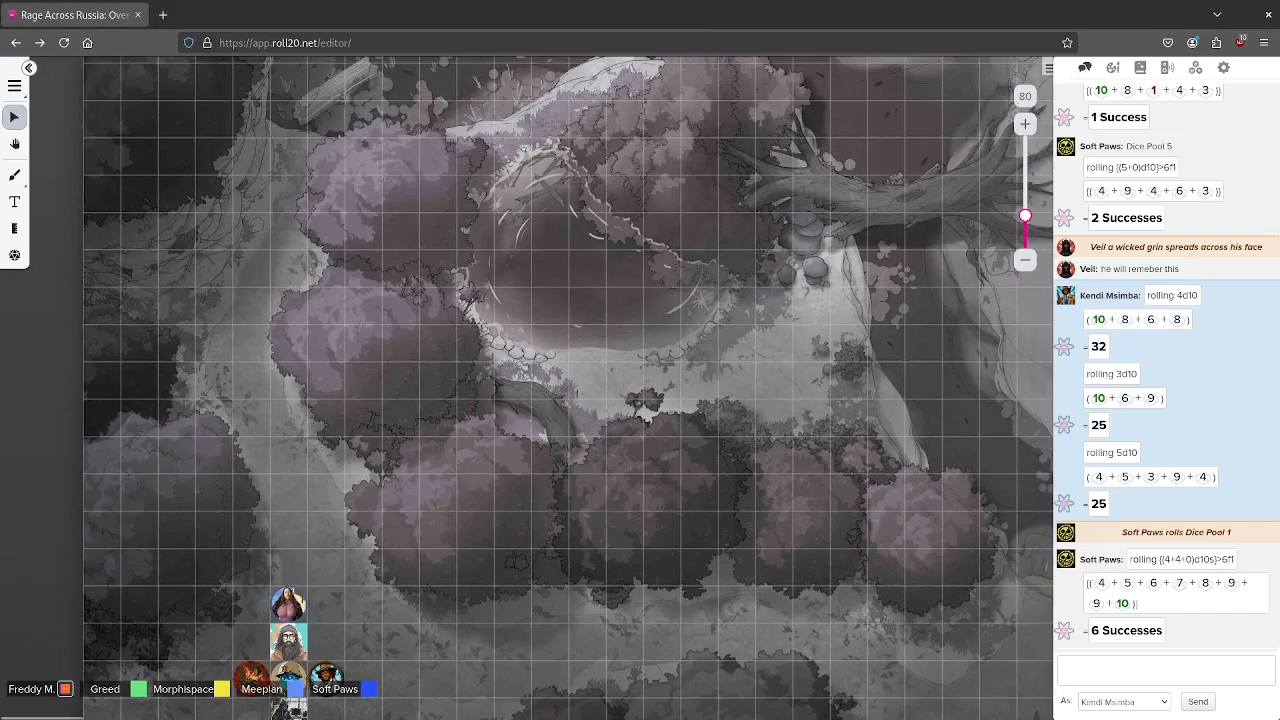 Rage Across Russia: Over
https://app.roll20.net/editor/
10
80
{( 10 + 8 + 1 + 4 + 3 )}
= 1 Success
Soft Paws: Dice Pool 5
rolling {(5+0)d10}>6f1
{( 4 + 9 + 4 + 6 + 3 )}
= 2 Successes
Veil a wicked grin spreads across his face
Veil: he will remeber this
Kendi Msimba: rolling 4d10
( 10 + 8 + 6 + 8 )
= 32
rolling 3d10
( 10 + 6 + 9 )
= 25
rolling 5d10
( 4 + 5 + 3 + 9 + 4 )
= 25
Soft Paws rolls Dice Pool 1
Soft Paws: rolling {(4+4+0)d10s}>6f1
{( 4 + 5 + 6 + 7 + 8 + 9 +
9 + 10 )}
= 6 Successes
As: Kendi Msimba Send
Freddy M. Greed Morphispace Meeplan Soft Paws